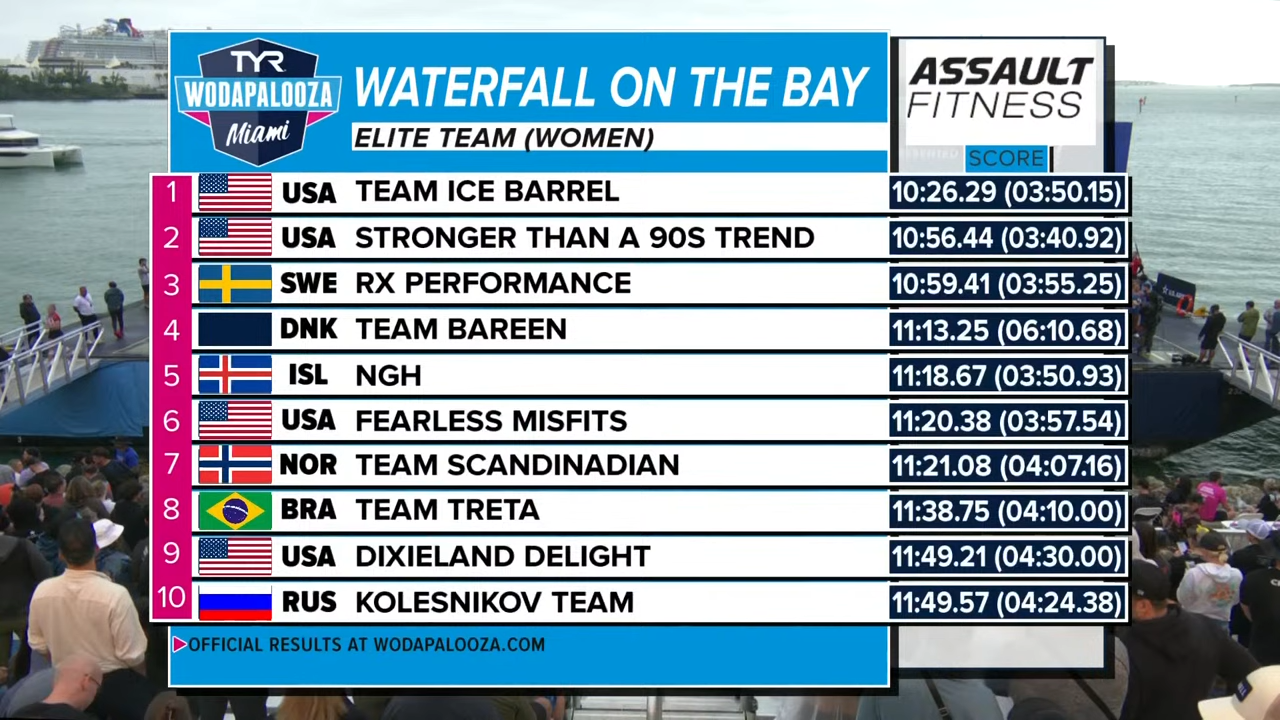 TYR
WODAPALOOZA
Miami
WATERFALL ON THE BAY
ELITE TEAM (WOMEN)
ASSAULT
FITNESS
SCORE
1 USA TEAM ICE BARREL 10:26.29 (03:50.15)
2 USA STRONGER THAN A 90S TREND 10:56.44 (03:40.92)
3 SWE RX PERFORMANCE 10:59.41 (03:55.25)
4 DNK TEAM BAREEN 11:13.25 (06:10.68)
5 ISL NGH 11:18.67 (03:50.93)
6 USA FEARLESS MISFITS 11:20.38 (03:57.54)
7 NOR TEAM SCANDINADIAN 11:21.08 (04:07.16)
8 BRA TEAM TRETA 11:38.75 (04:10.00)
9 USA DIXIELAND DELIGHT 11:49.21 (04:30.00)
10 RUS KOLESNIKOV TEAM 11:49.57 (04:24.38)
OFFICIAL RESULTS AT WODAPALOOZA.COM